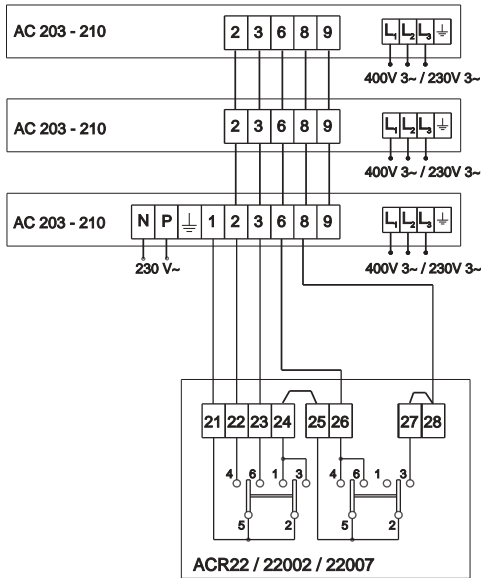 AC 203 - 210
2 3 6 8 9
L1 L2 L3
400V 3~ / 230V 3~
AC 203 - 210
2 3 6 8 9
L1 L2 L3
400V 3~ / 230V 3~
AC 203 - 210
N P 1 2 3 6 8 9
L1 L2 L3
230 V~
400V 3~ / 230V 3~
21 22 23 24 25 26 27 28
4 6 1 3 4 6 1 3
5 2 5 2
ACR22 / 22002 / 22007